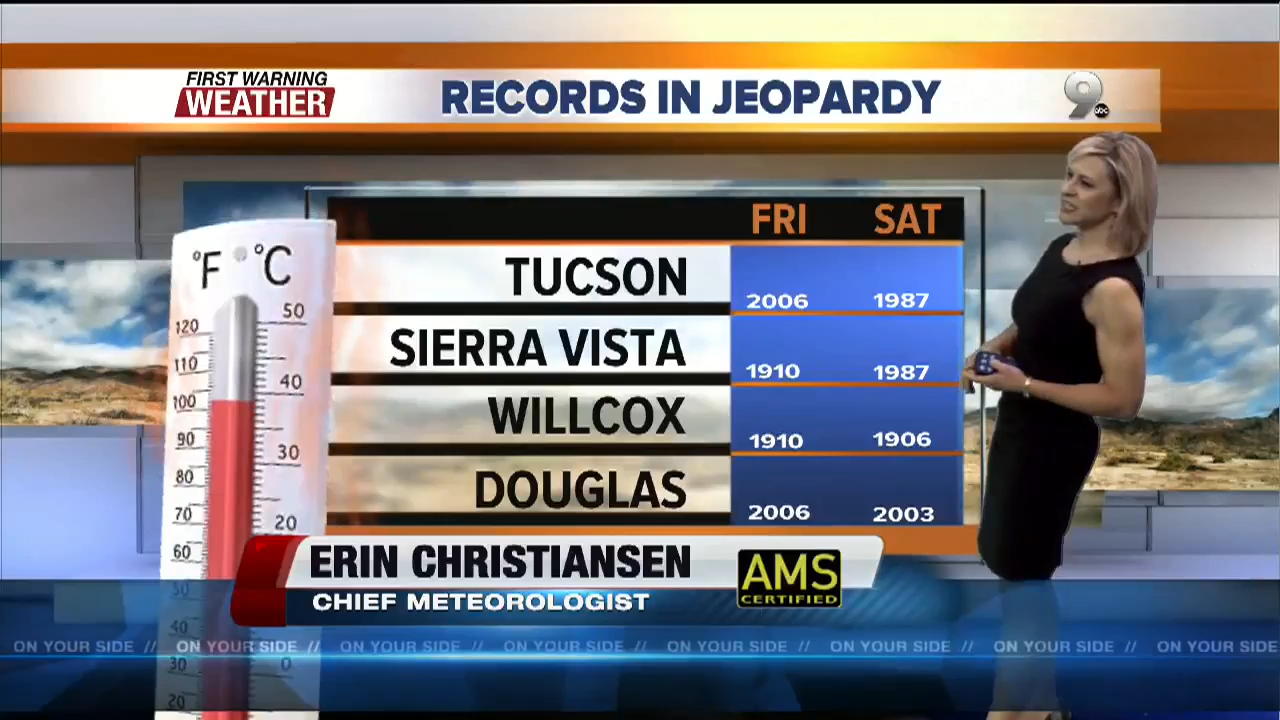 FIRST WARNING
WEATHER
RECORDS IN JEOPARDY
9
abc
FRI SAT
TUCSON 2006 1987
SIERRA VISTA 1910 1987
WILLCOX 1910 1906
DOUGLAS 2006 2003
°F °C
50
120
110
40
100
90
30
80
70
20
60
50
40
30
0
20
ERIN CHRISTIANSEN
CHIEF METEOROLOGIST
AMS
CERTIFIED
ON YOUR SIDE // ON YOUR SIDE // ON YOUR SIDE // ON YOUR SIDE // ON YOUR SIDE // ON YOUR SIDE // ON YOUR SIDE // ON YOUR SIDE